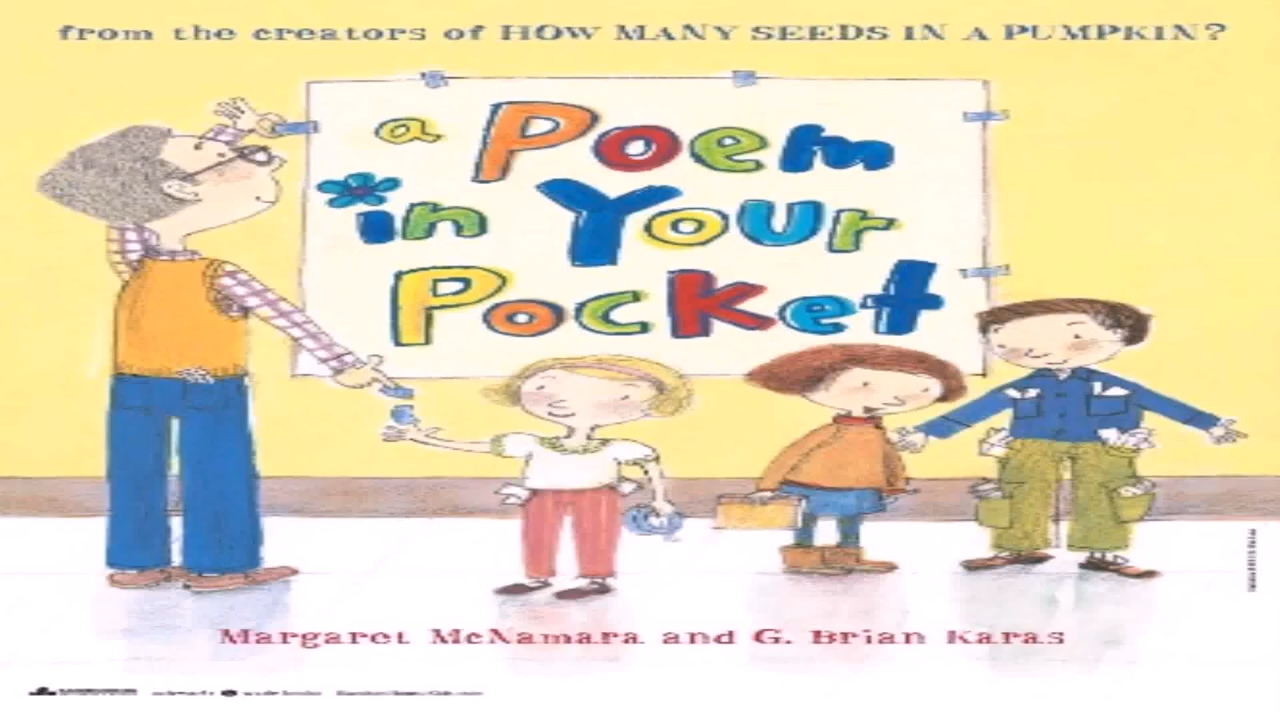 from the creators of HOW MANY SEEDS IN A PUMPKIN?
a Poem
in Your
Pocket
Margaret McNamara and G. Brian Karas